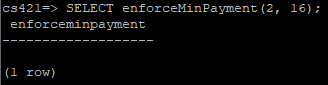 cs421=> SELECT enforceMinPayment(2, 16);
 enforceminpayment
-------------------

(1 row)